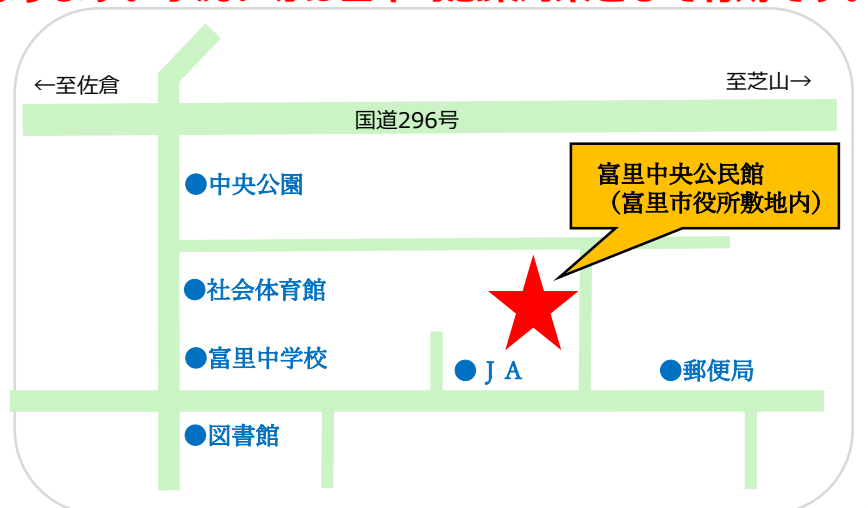 ←至佐倉
至芝山→
国道296号
富里中央公民館
（富里市役所敷地内）
●中央公園
●社会体育館
●富里中学校
●ＪＡ
●郵便局
●図書館